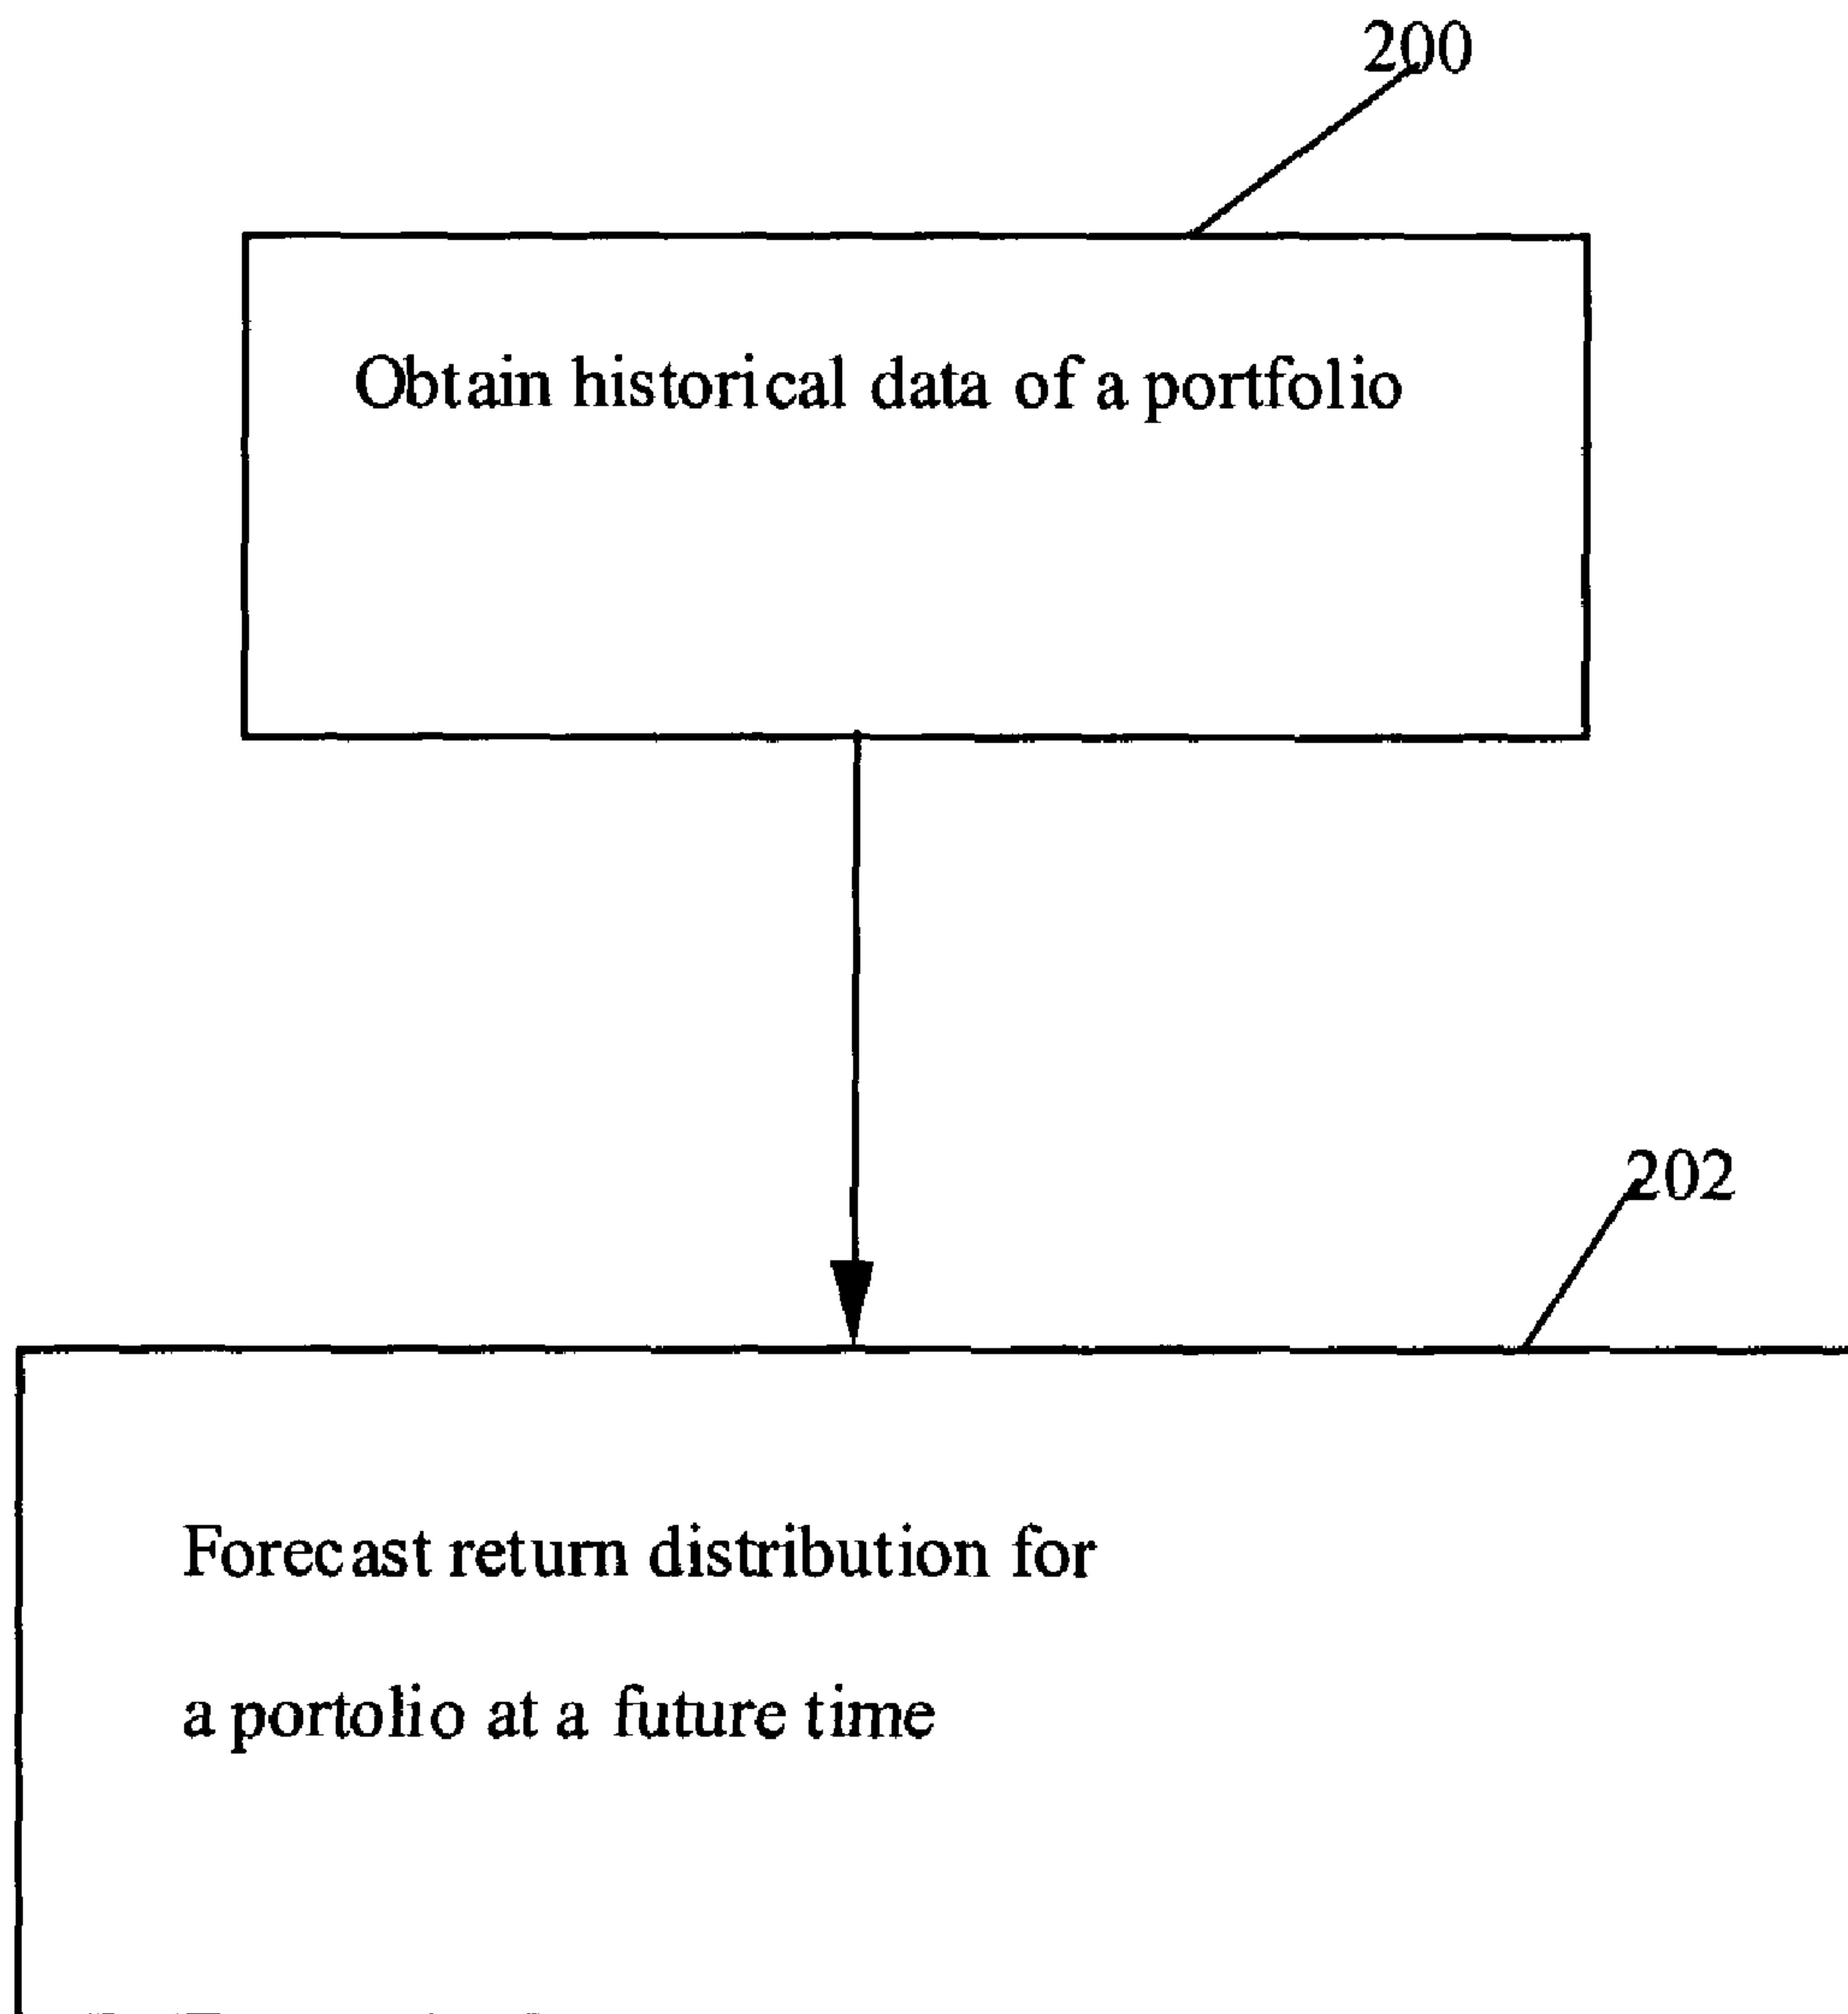 200
Obtain historical data of a portfolio
202
Forecast return distribution for
a portolio at a future time